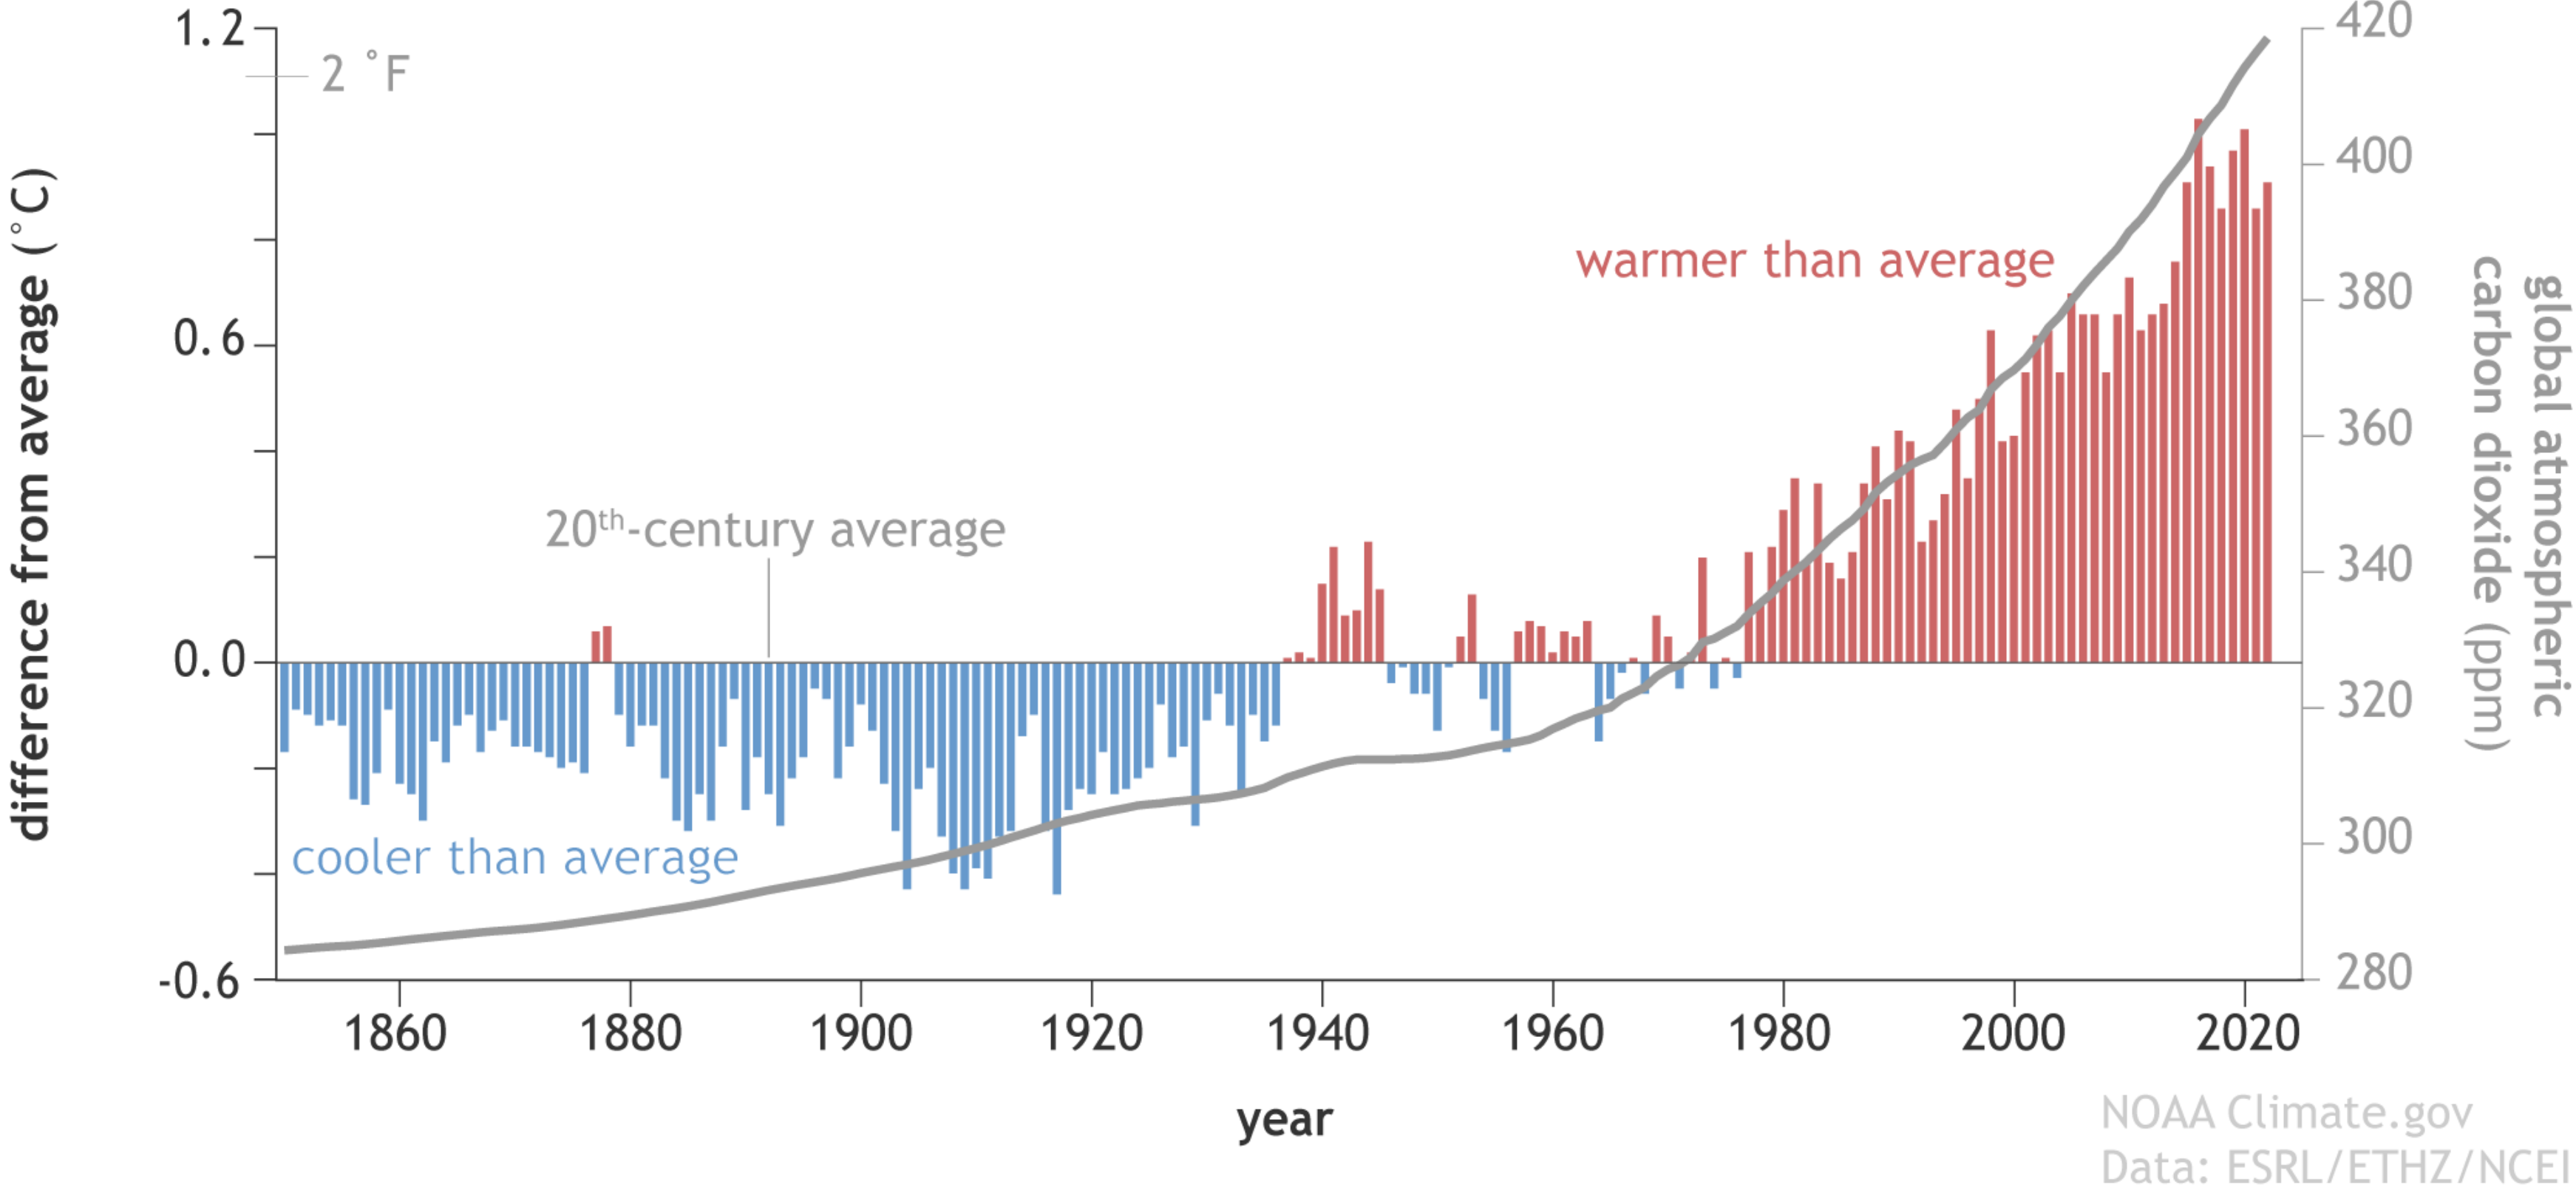 1.2
2 °F
0.6
0.0
-0.6
difference from average (°C)
20th-century average
warmer than average
cooler than average
420
400
380
360
340
320
300
280
global atmospheric
carbon dioxide (ppm)
1860 1880 1900 1920 1940 1960 1980 2000 2020
year
NOAA Climate.gov
Data: ESRL/ETHZ/NCEI